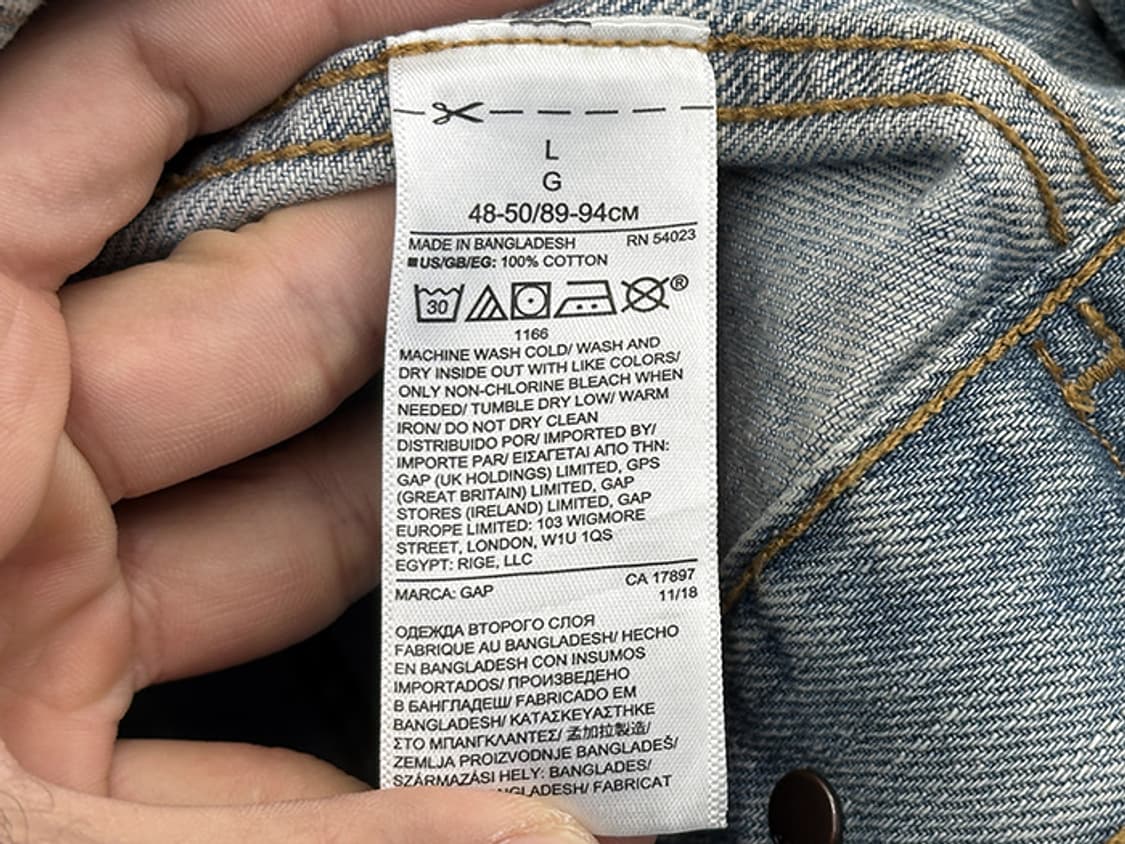 L
G
48-50/89-94CM
MADE IN BANGLADESH RN 54023
US/GB/EG: 100% COTTON
30 ®
1166
MACHINE WASH COLD/ WASH AND
DRY INSIDE OUT WITH LIKE COLORS/
ONLY NON-CHLORINE BLEACH WHEN
NEEDED/ TUMBLE DRY LOW/ WARM
IRON/ DO NOT DRY CLEAN
DISTRIBUIDO POR/ IMPORTED BY/
IMPORTE PAR/ ΕΙΣΑΓΕΤΑΙ ΑΠΟ ΤΗΝ:
GAP (UK HOLDINGS) LIMITED, GPS
(GREAT BRITAIN) LIMITED, GAP
STORES (IRELAND) LIMITED, GAP
EUROPE LIMITED: 103 WIGMORE
STREET, LONDON, W1U 1QS
EGYPT: RIGE, LLC
MARCA: GAP CA 17897
11/18
ОДЕЖДА ВТОРОГО СЛОЯ
FABRIQUE AU BANGLADESH/ HECHO
EN BANGLADESH CON INSUMOS
IMPORTADOS/ ПРОИЗВЕДЕНО
В БАНГЛАДЕШ/ FABRICADO EM
BANGLADESH/ ΚΑΤΑΣΚΕΥΑΣΤΗΚΕ
ΣΤΟ ΜΠΑΝΓΚΛΑΝΤΕΣ/ 孟加拉製造/
ZEMLJA PROIZVODNJE BANGLADEŠ/
SZÁRMAZÁSI HELY: BANGLADES/
FABRICAT